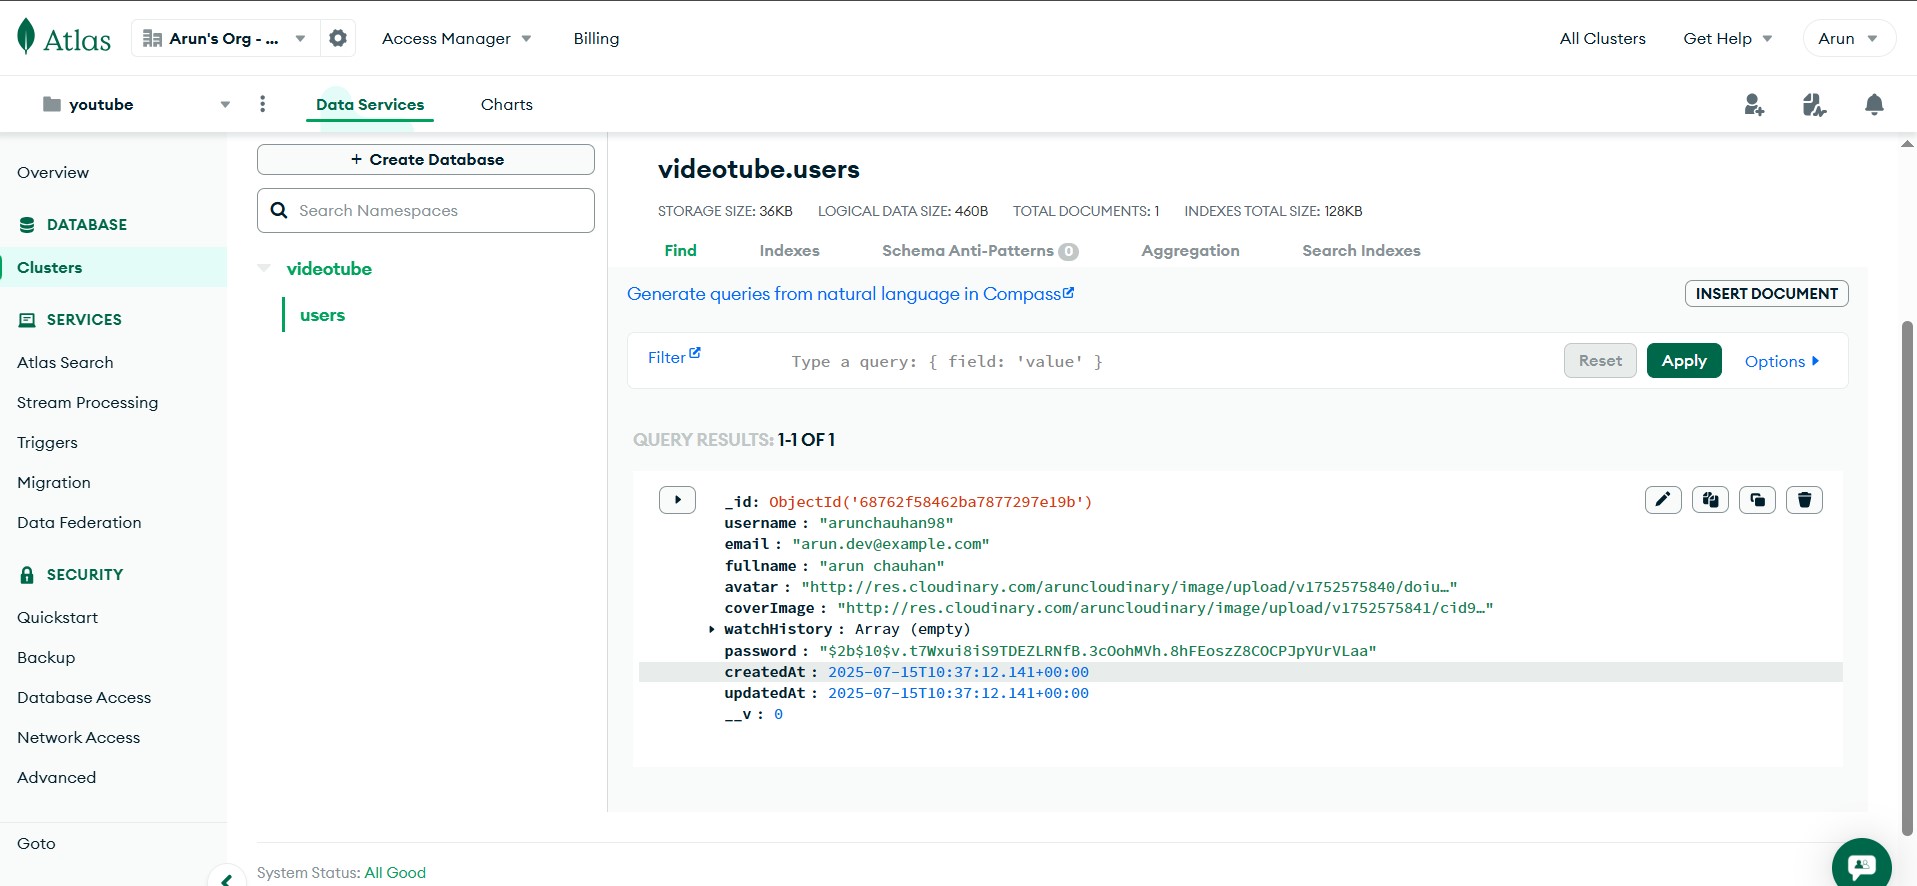 Atlas
Arun's Org - ...
Access Manager
Billing
All Clusters
Get Help
Arun
youtube
Data Services
Charts
Overview
DATABASE
Clusters
SERVICES
Atlas Search
Stream Processing
Triggers
Migration
Data Federation
SECURITY
Quickstart
Backup
Database Access
Network Access
Advanced
Goto
+ Create Database
Search Namespaces
videotube
users
videotube.users
STORAGE SIZE: 36KB LOGICAL DATA SIZE: 460B TOTAL DOCUMENTS: 1 INDEXES TOTAL SIZE: 128KB
Find Indexes Schema Anti-Patterns 0 Aggregation Search Indexes
Generate queries from natural language in Compass
INSERT DOCUMENT
Filter
Type a query: { field: 'value' }
Reset
Apply
Options
QUERY RESULTS: 1-1 OF 1
_id: ObjectId('68762f58462ba7877297e19b')
username : "arunchauhan98"
email : "arun.dev@example.com"
fullname : "arun chauhan"
avatar : "http://res.cloudinary.com/aruncloudinary/image/upload/v1752575840/doiu…"
coverImage : "http://res.cloudinary.com/aruncloudinary/image/upload/v1752575841/cid9…"
watchHistory : Array (empty)
password : "$2b$10$v.t7Wxui8iS9TDEZLRNfB.3cOohMVh.8hFEoszZ8COCPJpYUrVLaa"
createdAt : 2025-07-15T10:37:12.141+00:00
updatedAt : 2025-07-15T10:37:12.141+00:00
__v : 0
System Status: All Good